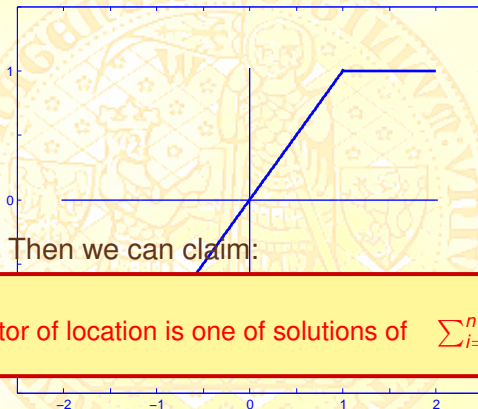 1
0
Then we can claim:
tor of location is one of solutions of ∑ⁿᵢ₌
−2 −1 0 1 2